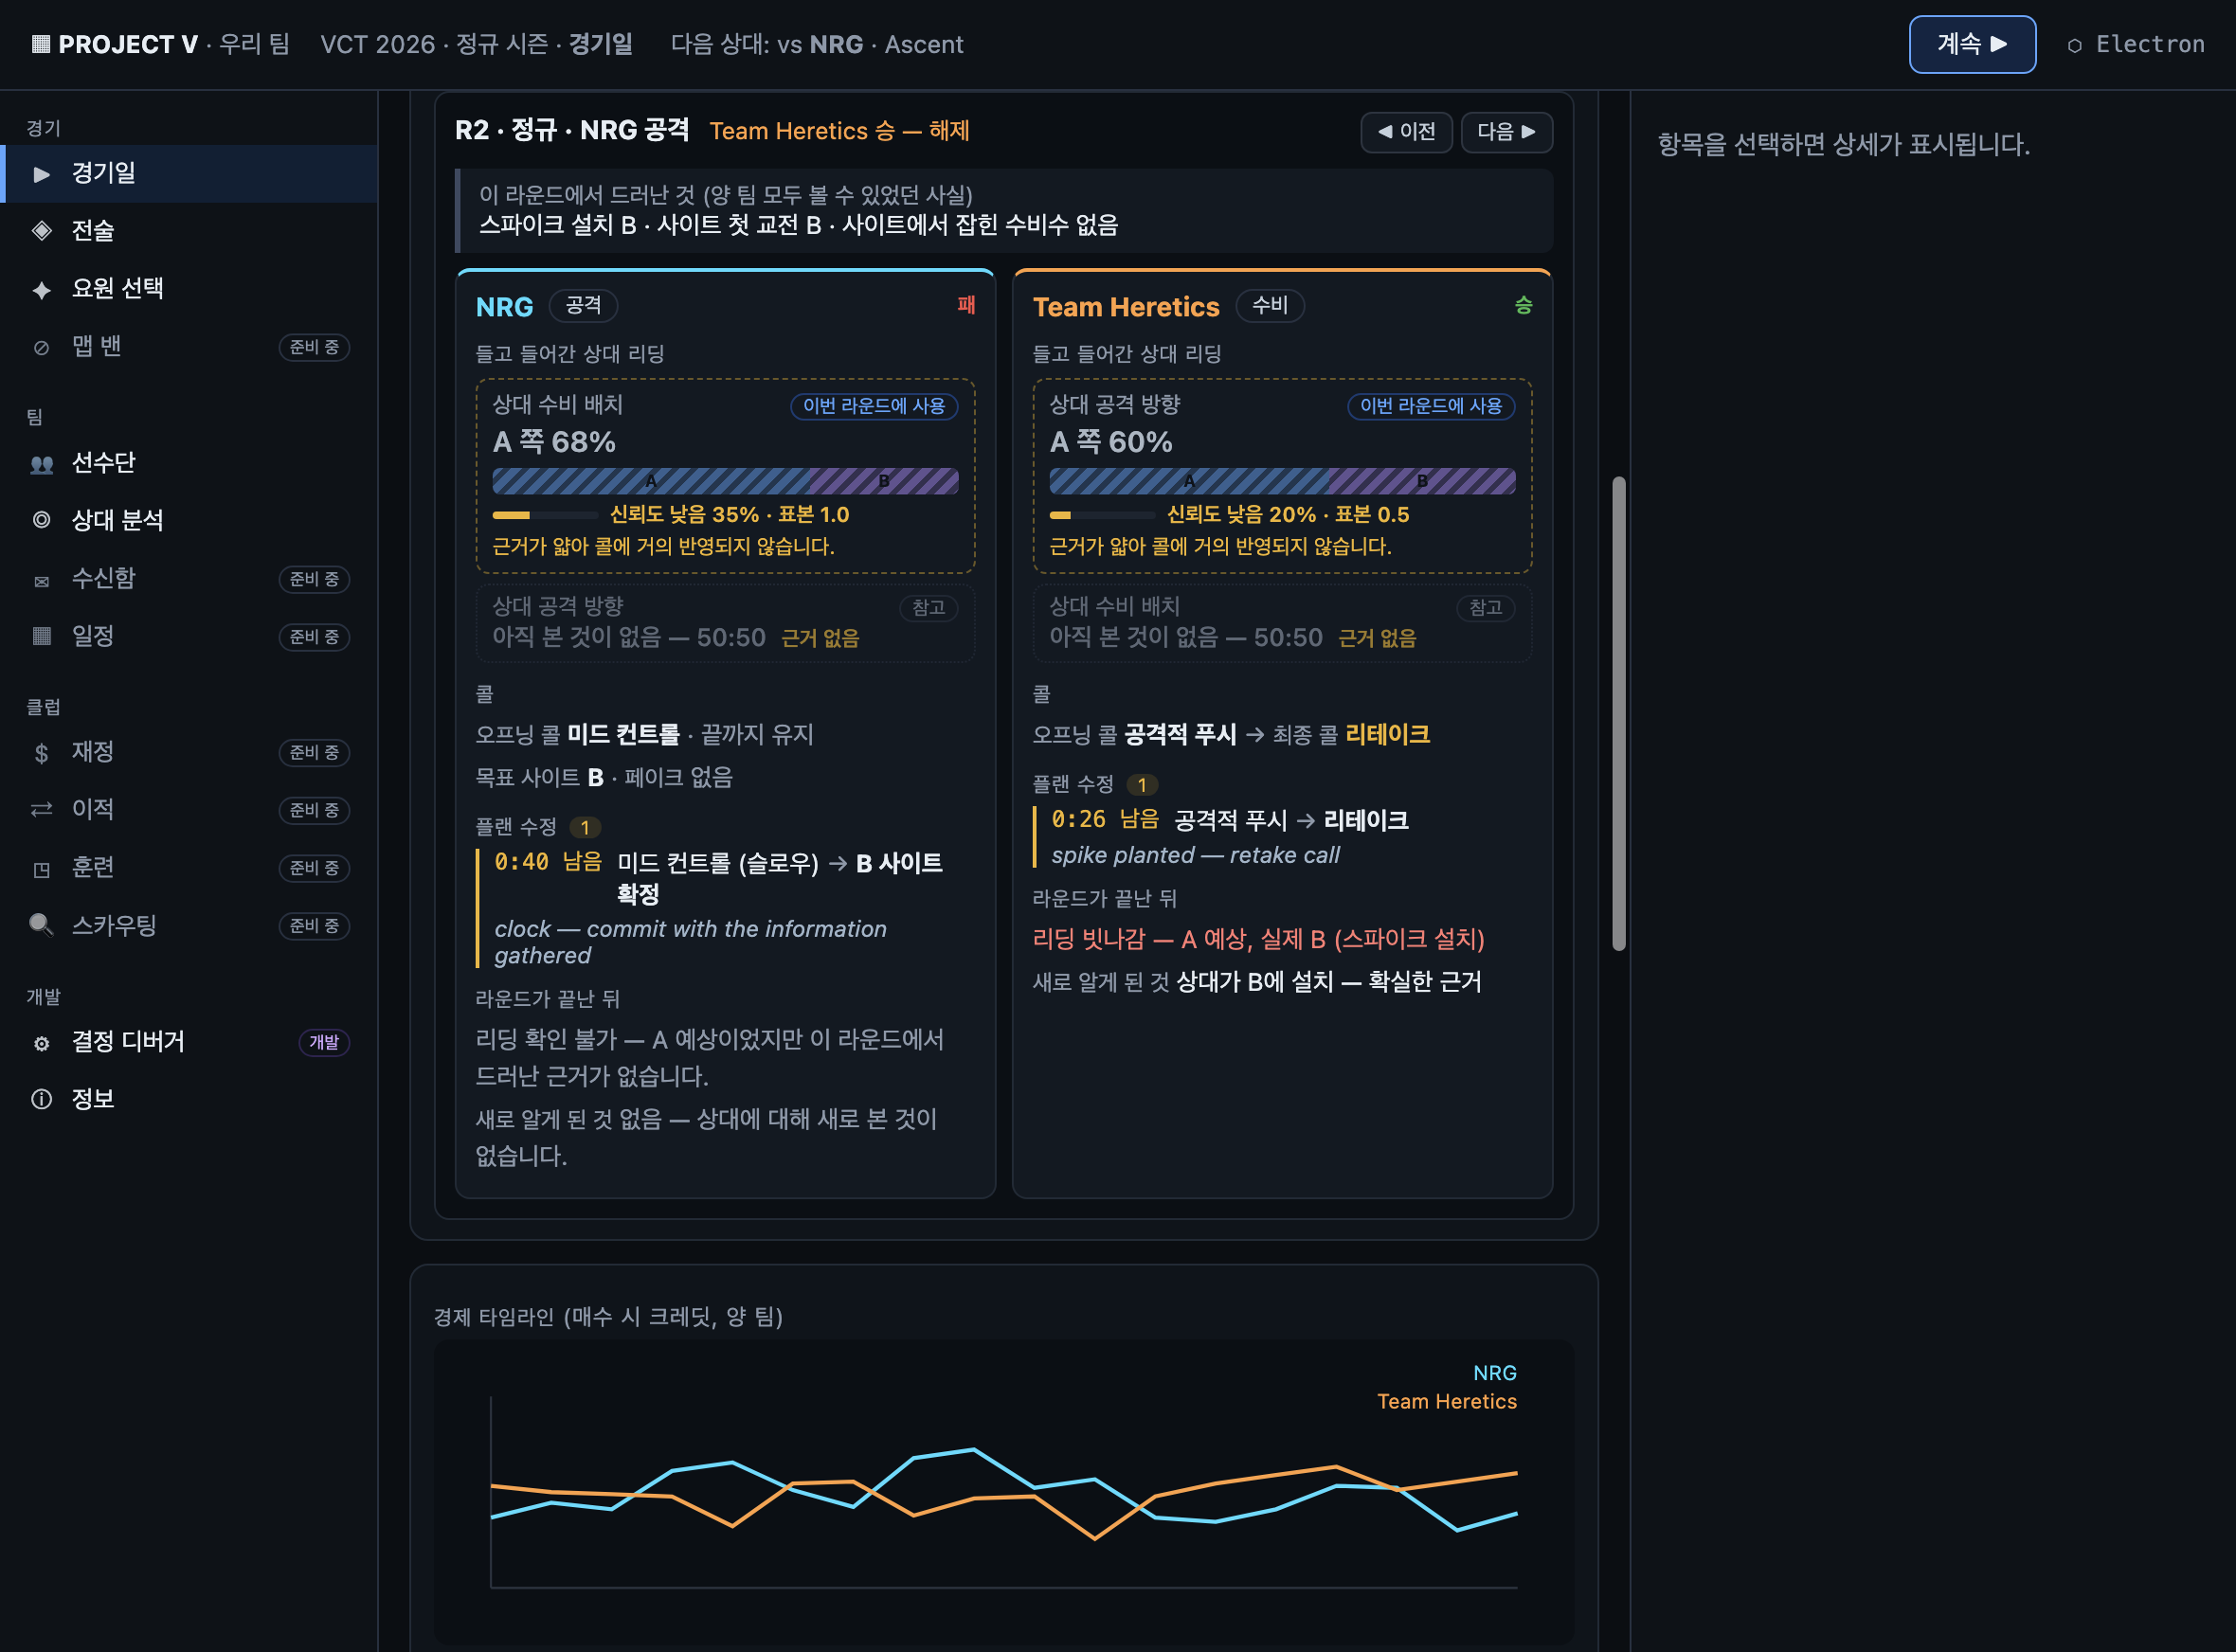 PROJECT V · 우리 팀 VCT 2026 · 정규 시즌 · 경기일 다음 상대: vs NRG · Ascent 계속 ▶ Electron
경기
경기일
전술
요원 선택
맵 밴 준비 중
팀
선수단
상대 분석
수신함 준비 중
일정 준비 중
클럽
재정 준비 중
이적 준비 중
훈련 준비 중
스카우팅 준비 중
개발
결정 디버거 개발
정보
R2 · 정규 · NRG 공격 Team Heretics 승 — 해제 ◀ 이전 다음 ▶
이 라운드에서 드러난 것 (양 팀 모두 볼 수 있었던 사실)
스파이크 설치 B · 사이트 첫 교전 B · 사이트에서 잡힌 수비수 없음
NRG 공격 패
들고 들어간 상대 리딩
상대 수비 배치 이번 라운드에 사용
A 쪽 68%
A B
신뢰도 낮음 35% · 표본 1.0
근거가 얇아 콜에 거의 반영되지 않습니다.
상대 공격 방향 참고
아직 본 것이 없음 — 50:50 근거 없음
콜
오프닝 콜 미드 컨트롤 · 끝까지 유지
목표 사이트 B · 페이크 없음
플랜 수정 1
0:40 남음 미드 컨트롤 (슬로우) → B 사이트
확정
clock — commit with the information
gathered
라운드가 끝난 뒤
리딩 확인 불가 — A 예상이었지만 이 라운드에서
드러난 근거가 없습니다.
새로 알게 된 것 없음 — 상대에 대해 새로 본 것이
없습니다.
Team Heretics 수비 승
들고 들어간 상대 리딩
상대 공격 방향 이번 라운드에 사용
A 쪽 60%
A B
신뢰도 낮음 20% · 표본 0.5
근거가 얇아 콜에 거의 반영되지 않습니다.
상대 수비 배치 참고
아직 본 것이 없음 — 50:50 근거 없음
콜
오프닝 콜 공격적 푸시 → 최종 콜 리테이크
플랜 수정 1
0:26 남음 공격적 푸시 → 리테이크
spike planted — retake call
라운드가 끝난 뒤
리딩 빗나감 — A 예상, 실제 B (스파이크 설치)
새로 알게 된 것 상대가 B에 설치 — 확실한 근거
경제 타임라인 (매수 시 크레딧, 양 팀)
NRG
Team Heretics
항목을 선택하면 상세가 표시됩니다.